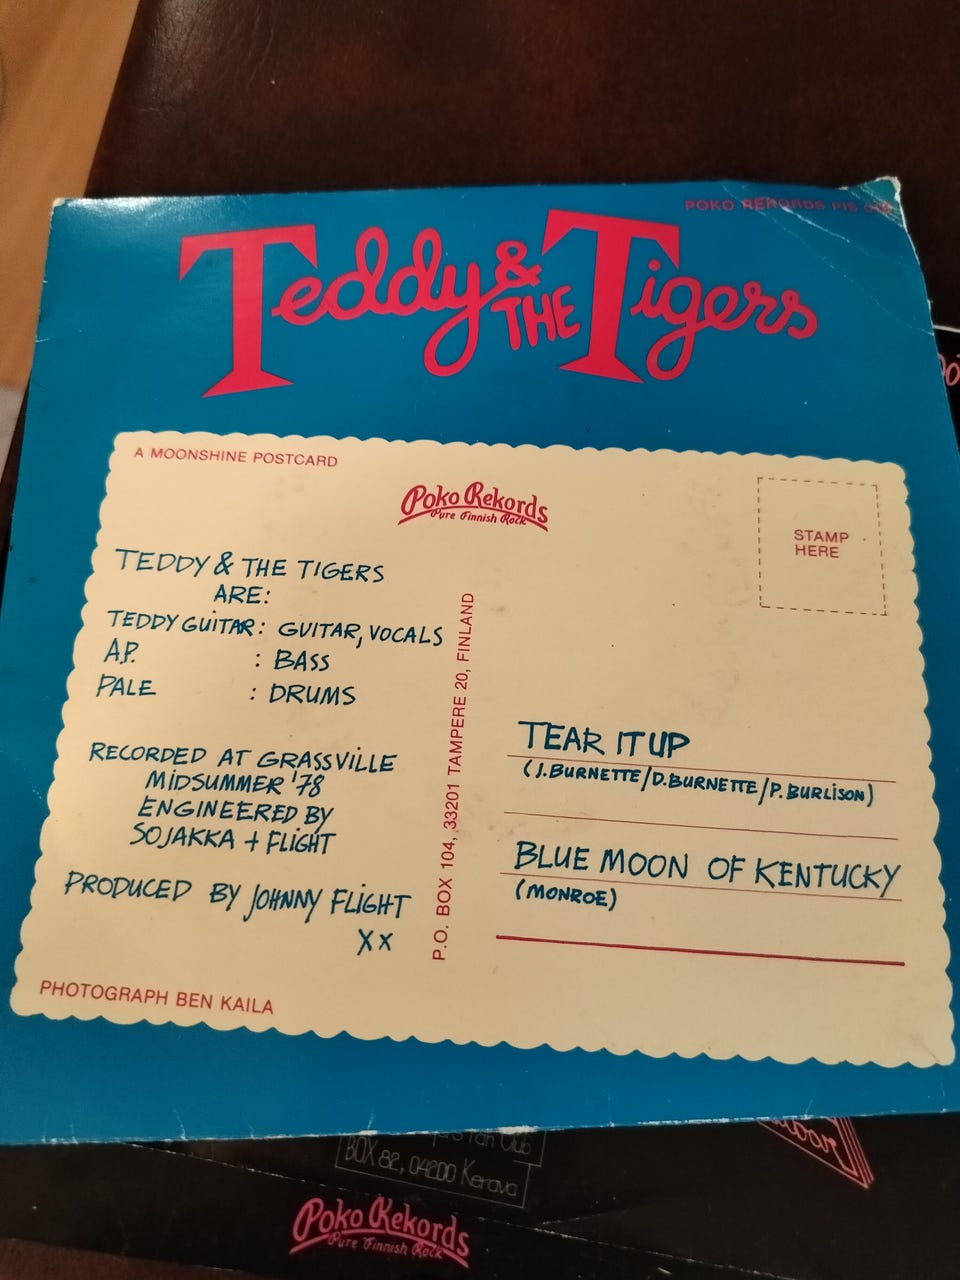 POKO REKORDS PIS
Teddy & THE Tigers
A MOONSHINE POSTCARD
Poko Rekords
Pure Finnish Rock
STAMP
HERE
TEDDY & THE TIGERS
ARE:
TEDDY GUITAR: GUITAR, VOCALS
A.P. : BASS
PALE : DRUMS
RECORDED AT GRASSVILLE
MIDSUMMER '78
ENGINEERED BY
SOJAKKA + FLIGHT
PRODUCED BY JOHNNY FLIGHT
XX
PHOTOGRAPH BEN KAILA
P.O. BOX 104, 33201 TAMPERE 20, FINLAND
TEAR IT UP
(J.BURNETTE/D.BURNETTE/P.BURLISON)
BLUE MOON OF KENTUCKY
(MONROE)
Fan Club
BOX 82, 04200 Kerava
Poko Rekords
Pure Finnish Rock